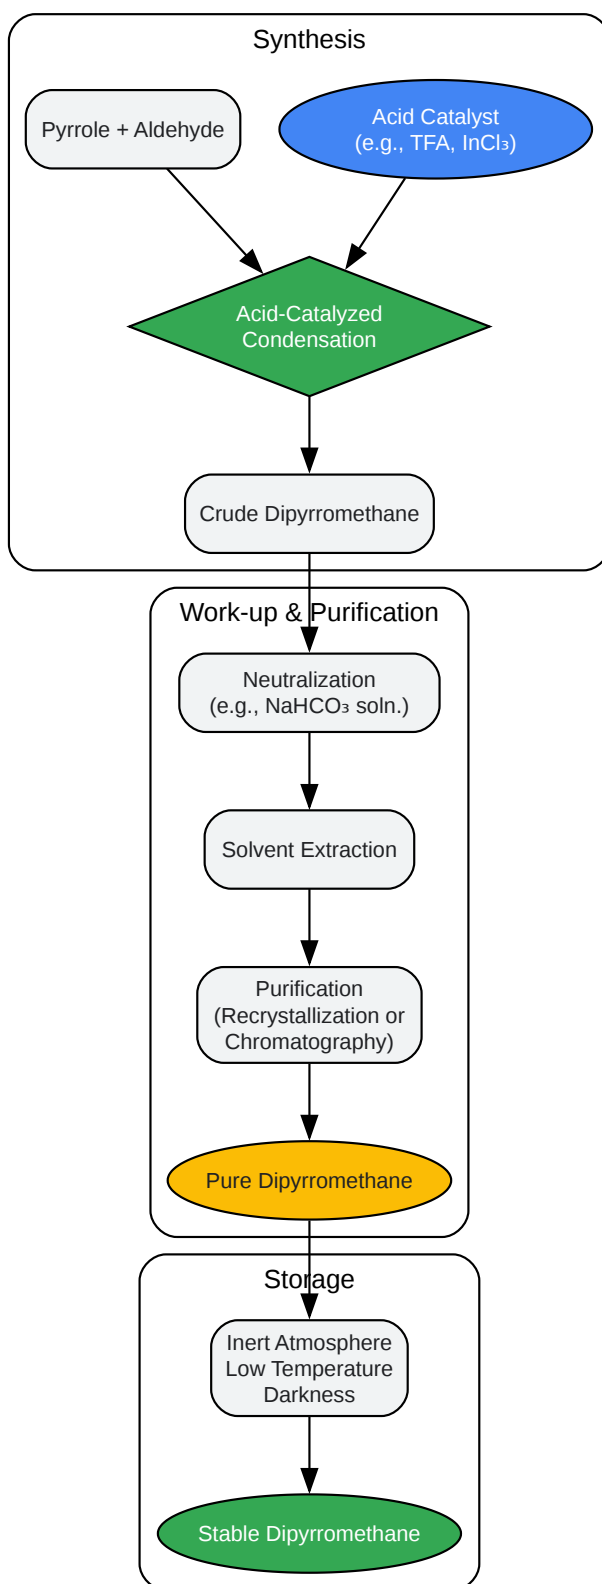 Synthesis
Pyrrole + Aldehyde
Acid Catalyst
(e.g., TFA, InCl₃)
Acid-Catalyzed
Condensation
Crude Dipyrromethane
Work-up & Purification
Neutralization
(e.g., NaHCO₃ soln.)
Solvent Extraction
Purification
(Recrystallization or
Chromatography)
Pure Dipyrromethane
Storage
Inert Atmosphere
Low Temperature
Darkness
Stable Dipyrromethane